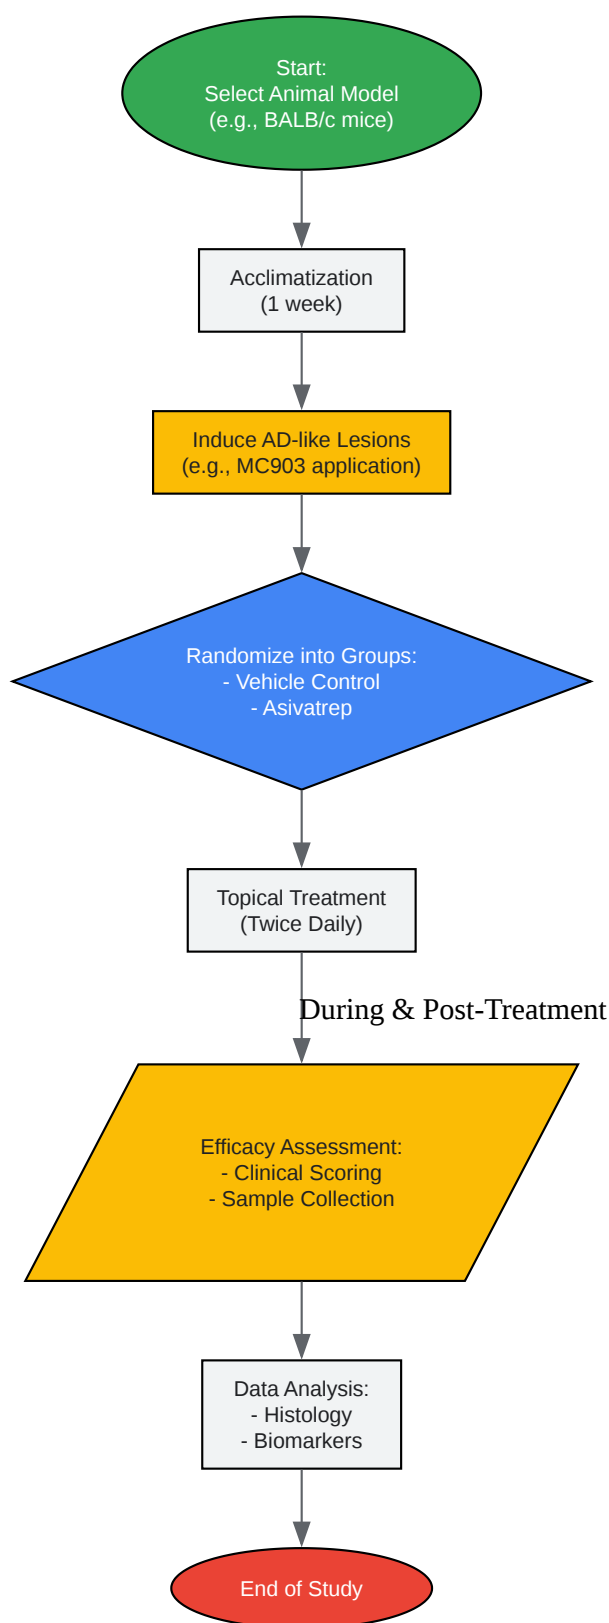 Start:
Select Animal Model
(e.g., BALB/c mice)
Acclimatization
(1 week)
Induce AD-like Lesions
(e.g., MC903 application)
Randomize into Groups:
- Vehicle Control
- Asivatrep
Topical Treatment
(Twice Daily)
During & Post-Treatment
Efficacy Assessment:
- Clinical Scoring
- Sample Collection
Data Analysis:
- Histology
- Biomarkers
End of Study